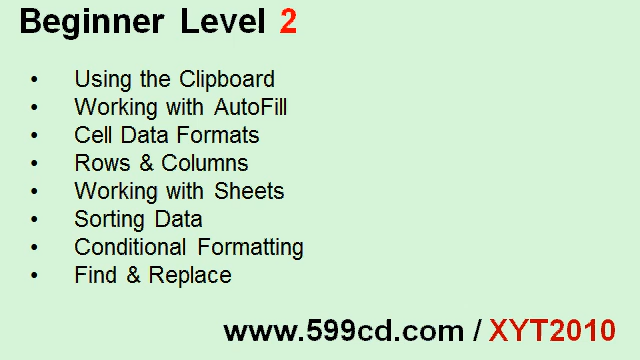 Beginner Level 2
• Using the Clipboard
• Working with AutoFill
• Cell Data Formats
• Rows & Columns
• Working with Sheets
• Sorting Data
• Conditional Formatting
• Find & Replace
www.599cd.com / XYT2010